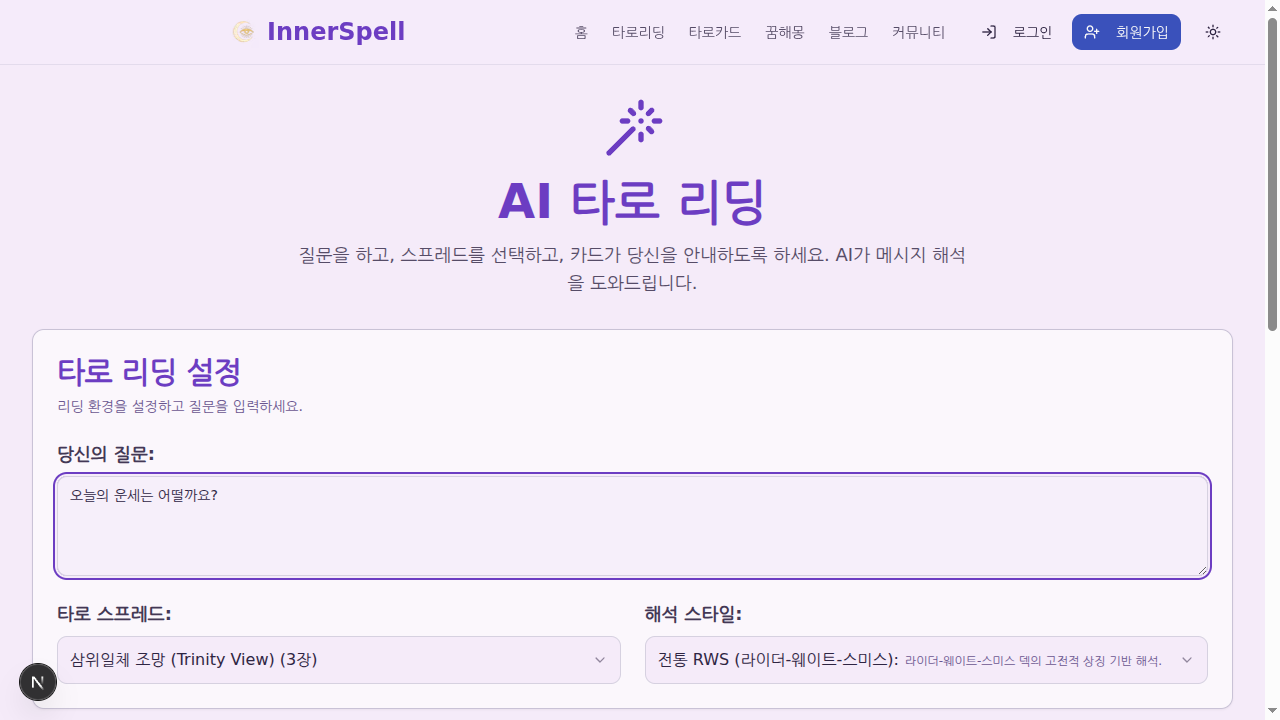 InnerSpell
홈
타로리딩
타로카드
꿈해몽
블로그
커뮤니티
로그인
회원가입
AI 타로 리딩
질문을 하고, 스프레드를 선택하고, 카드가 당신을 안내하도록 하세요. AI가 메시지 해석
을 도와드립니다.
타로 리딩 설정
리딩 환경을 설정하고 질문을 입력하세요.
당신의 질문:
오늘의 운세는 어떨까요?
타로 스프레드:
삼위일체 조망 (Trinity View) (3장)
해석 스타일:
전통 RWS (라이더-웨이트-스미스): 라이더-웨이트-스미스 덱의 고전적 상징 기반 해석.
N